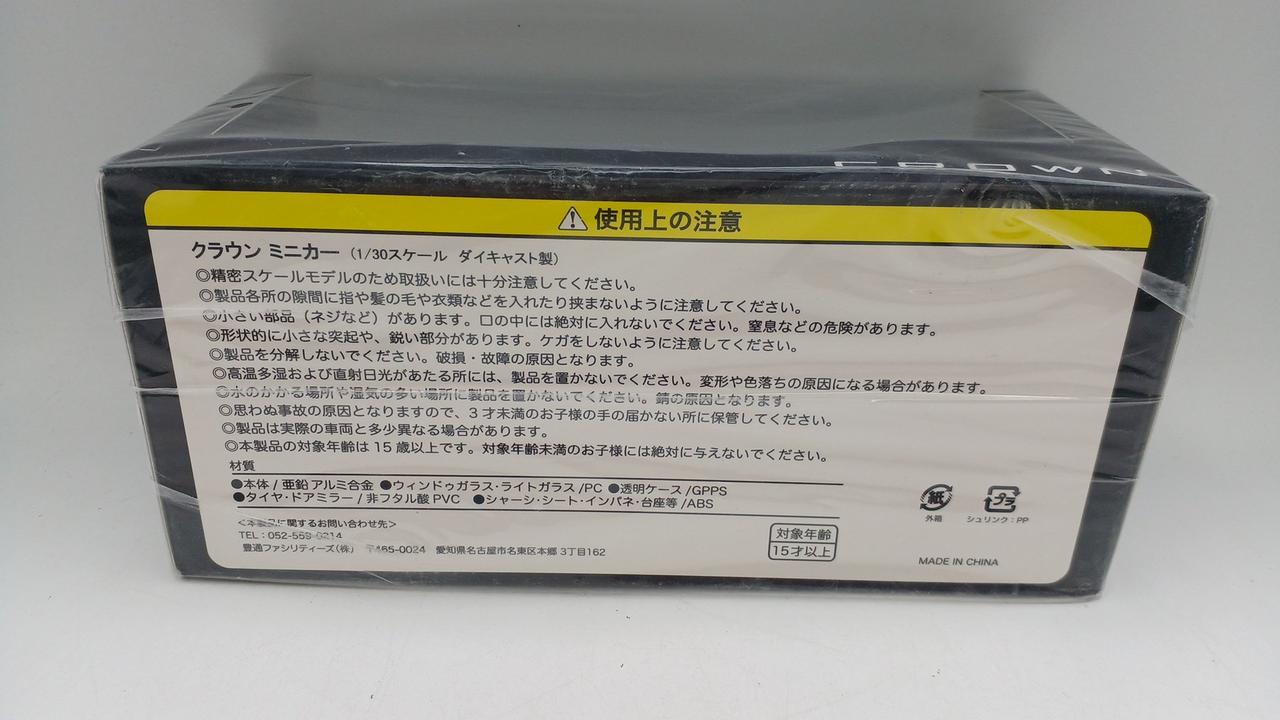 CROWN
使用上の注意
クラウン ミニカー (1/30スケール ダイキャスト製)
◎精密スケールモデルのため取扱いには十分注意してください。
◎製品各所の隙間に指や髪の毛や衣類などを入れたり挟まないように注意してください。
◎小さい部品(ネジなど)があります。口の中には絶対に入れないでください。窒息などの危険があります。
◎形状的に小さな突起や、鋭い部分があります。ケガをしないように注意してください。
◎製品を分解しないでください。破損・故障の原因となります。
◎高温多湿および直射日光があたる所には、製品を置かないでください。変形や色落ちの原因になる場合があります。
◎水のかかる場所や湿気の多い場所に製品を置かないでください。錆の原因となります。
◎思わぬ事故の原因となりますので、3才未満のお子様の手の届かない所に保管してください。
◎製品は実際の車両と多少異なる場合があります。
◎本製品の対象年齢は15歳以上です。対象年齢未満のお子様には絶対に与えないでください。
材質
●本体/亜鉛アルミ合金 ●ウィンドゥガラス・ライトガラス/PC ●透明ケース/GPPS
●タイヤ・ドアミラー/非フタル酸PVC ●シャーシ・シート・インパネ・台座等/ABS
<本製品に関するお問い合わせ先>
TEL:052-559-0214
豊通ファシリティーズ(株) 〒465-0024 愛知県名古屋市名東区本郷3丁目162
対象年齢
15才以上
紙
外箱
プラ
シュリンク:PP
MADE IN CHINA